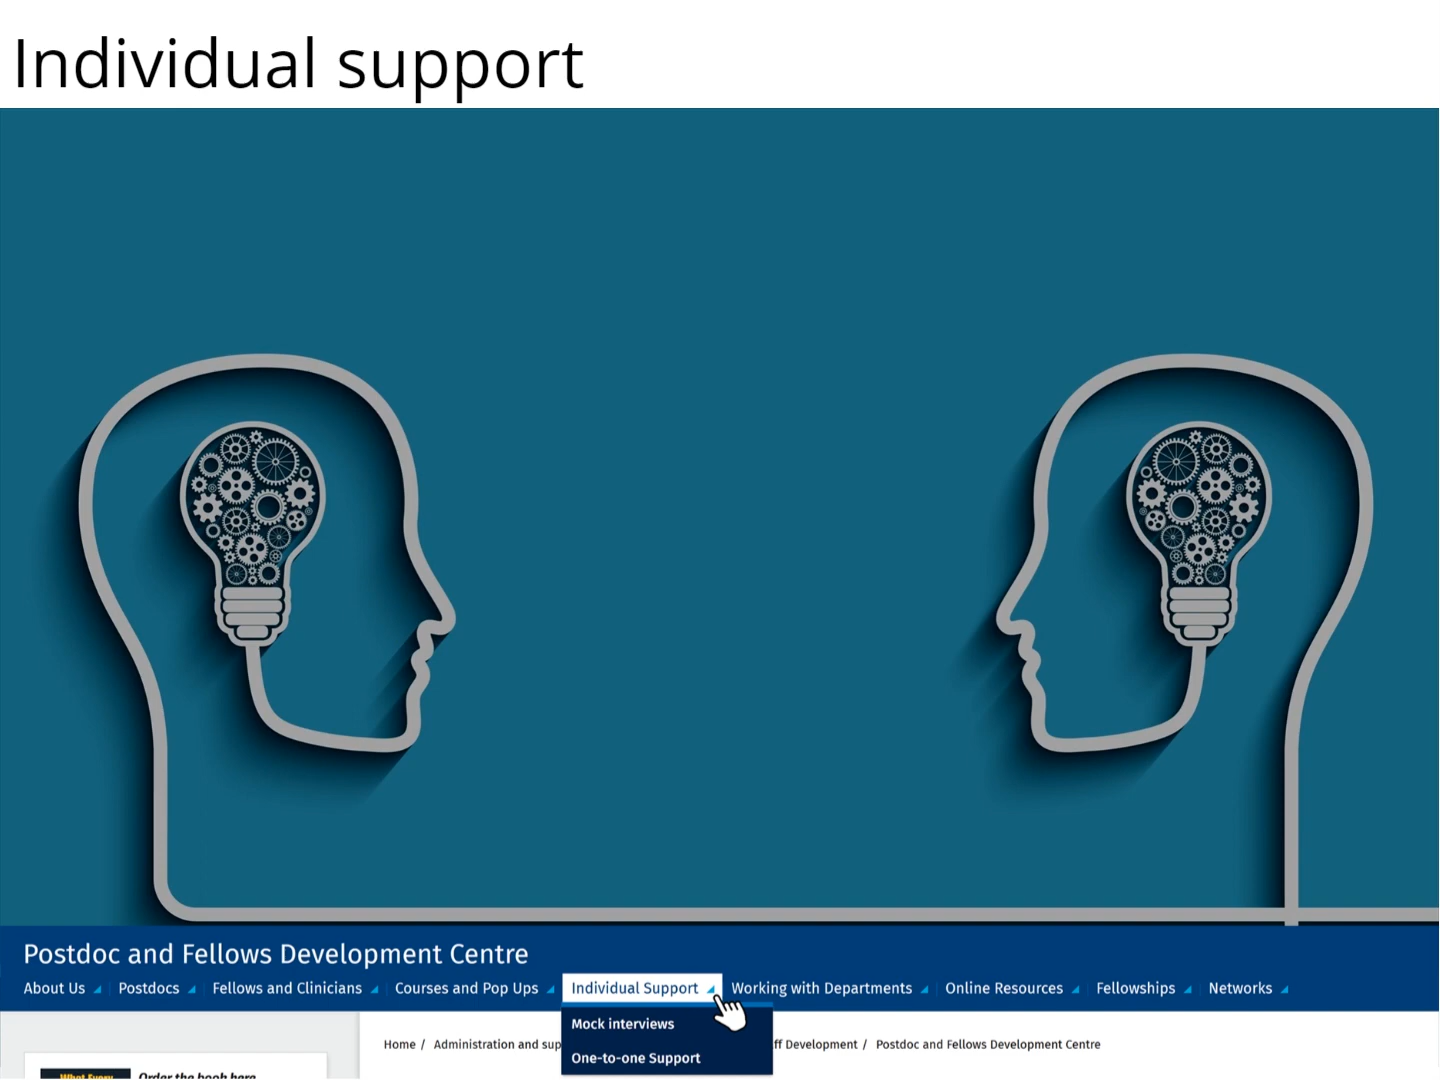 Individual support
Postdoc and Fellows Development Centre
About Us Postdocs Fellows and Clinicians Courses and Pop Ups Individual Support Working with Departments Online Resources Fellowships Networks
Mock interviews
One-to-one Support
Home / Administration and sup ff Development / Postdoc and Fellows Development Centre
What Every Order the book here